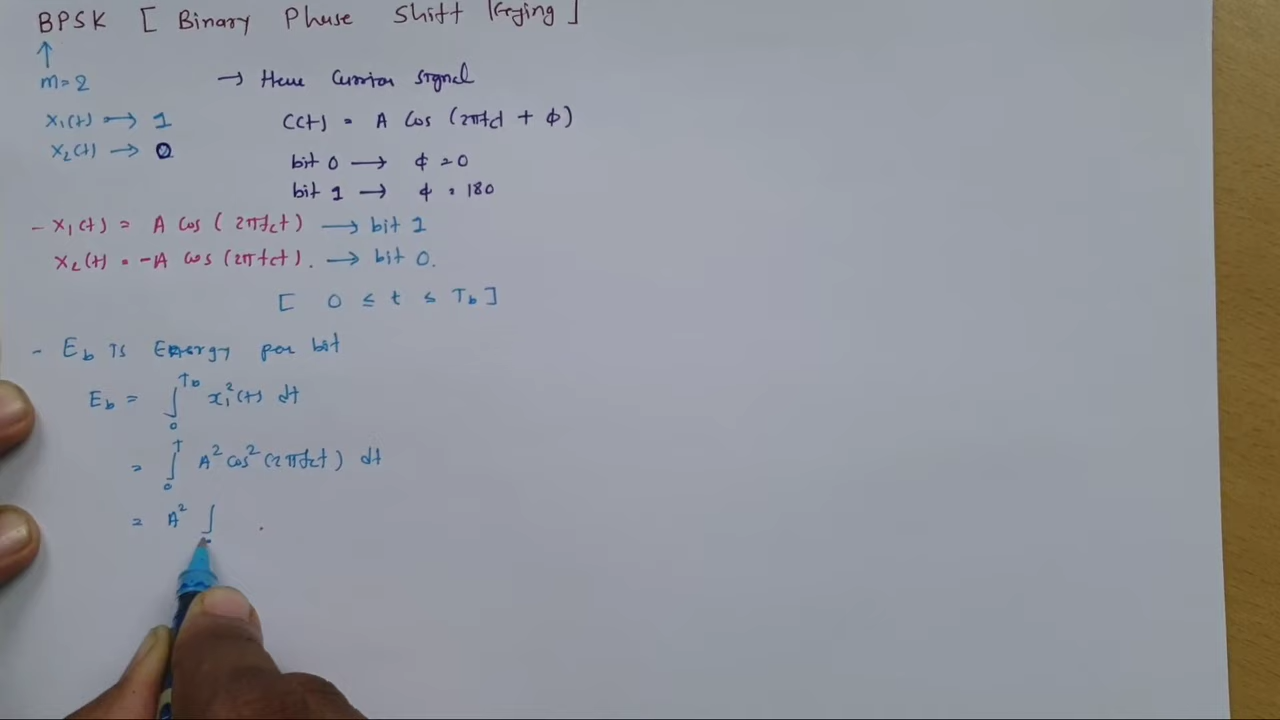 BPSK [ Binary Phase Shift Keying ]
↑
m=2
→ Here Carrier Signal
x₁(t) → 1
C(t) = A Cos (2πfct + ϕ)
x₂(t) → 0
bit 0 → ϕ = 0
bit 1 → ϕ = 180
- x₁(t) = A Cos ( 2πfct ) → bit 1
x₂(t) = -A Cos (2πfct). → bit 0.
[ 0 ≤ t ≤ Tb ]
- Eb is Energy per bit
Eb = ∫₀^Tb x₁²(t) dt
= ∫₀^T A² Cos² (2πfct) dt
= A² ∫